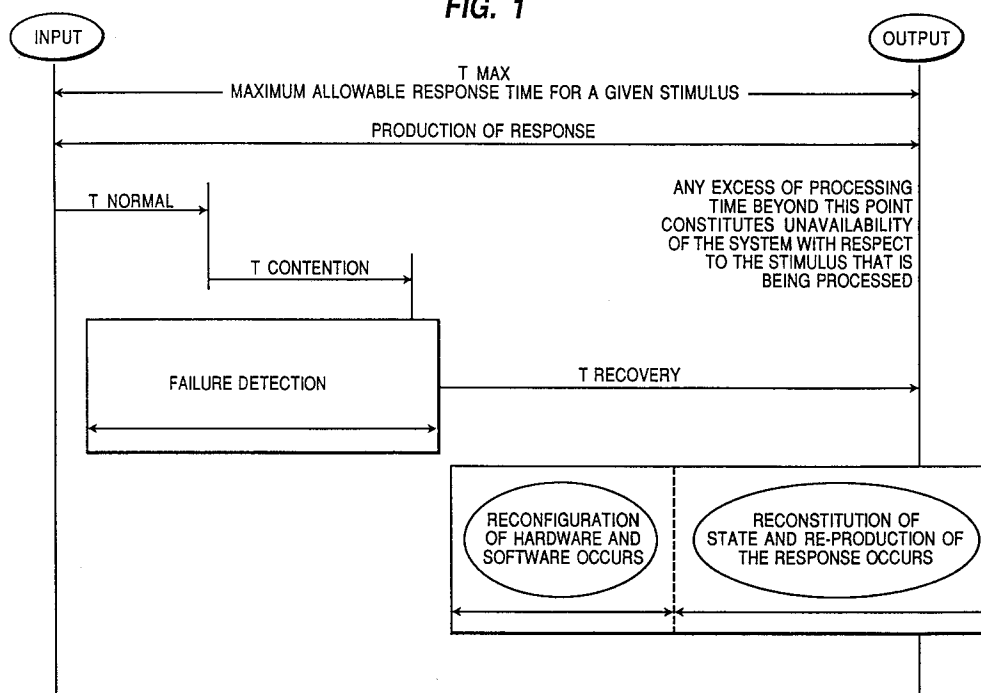 FIG. 1
INPUT
OUTPUT
T MAX
MAXIMUM ALLOWABLE RESPONSE TIME FOR A GIVEN STIMULUS
PRODUCTION OF RESPONSE
T NORMAL
ANY EXCESS OF PROCESSING
TIME BEYOND THIS POINT
CONSTITUTES UNAVAILABILITY
OF THE SYSTEM WITH RESPECT
TO THE STIMULUS THAT IS
BEING PROCESSED
T CONTENTION
FAILURE DETECTION
T RECOVERY
RECONFIGURATION
OF HARDWARE AND
SOFTWARE OCCURS
RECONSTITUTION OF
STATE AND RE-PRODUCTION OF
THE RESPONSE OCCURS